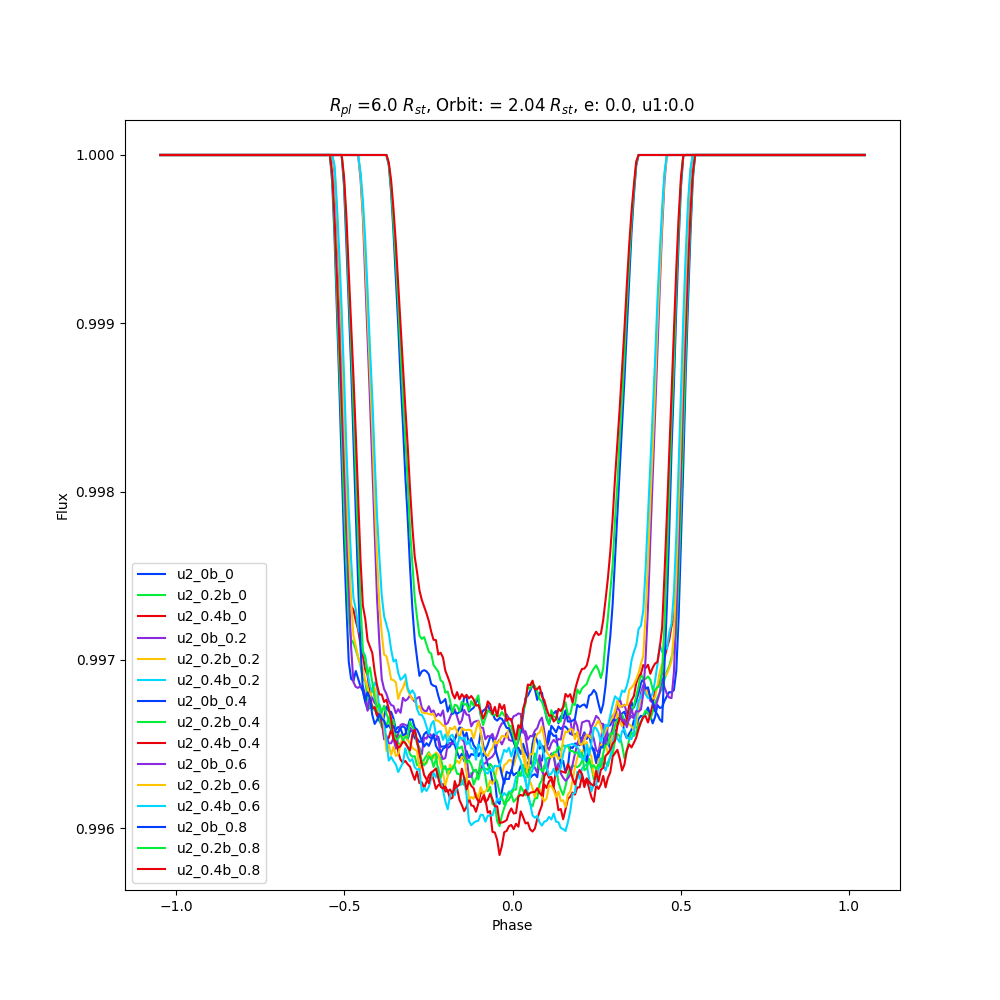 R_pl =6.0 R_st, Orbit: = 2.04 R_st, e: 0.0, u1:0.0
1.000
0.999
0.998
0.997
0.996
Flux
u2_0b_0
u2_0.2b_0
u2_0.4b_0
u2_0b_0.2
u2_0.2b_0.2
u2_0.4b_0.2
u2_0b_0.4
u2_0.2b_0.4
u2_0.4b_0.4
u2_0b_0.6
u2_0.2b_0.6
u2_0.4b_0.6
u2_0b_0.8
u2_0.2b_0.8
u2_0.4b_0.8
−1.0 −0.5 0.0 0.5 1.0
Phase